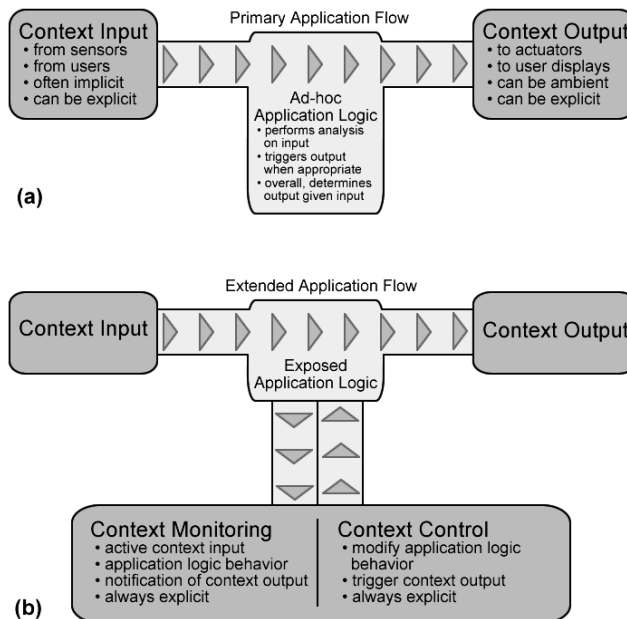 Primary Application Flow
Context Input
• from sensors
• from users
• often implicit
• can be explicit
Ad-hoc
Application Logic
• performs analysis
on input
• triggers output
when appropriate
• overall, determines
output given input
Context Output
• to actuators
• to user displays
• can be ambient
• can be explicit
(a)
Extended Application Flow
Context Input
Exposed
Application Logic
Context Output
Context Monitoring
• active context input
• application logic behavior
• notification of context output
• always explicit
Context Control
• modify application logic
behavior
• trigger context output
• always explicit
(b)